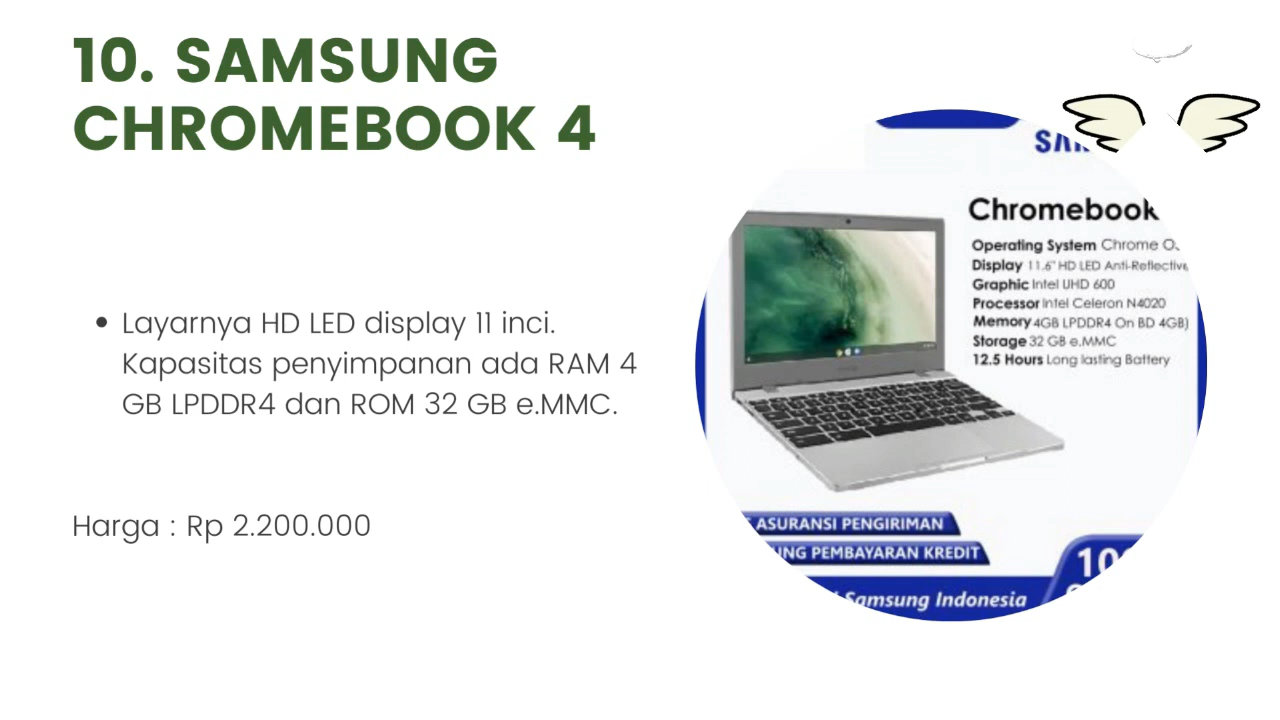 10. SAMSUNG
CHROMEBOOK 4
Layarnya HD LED display 11 inci.
Kapasitas penyimpanan ada RAM 4
GB LPDDR4 dan ROM 32 GB e.MMC.
Harga : Rp 2.200.000
Chromebook
Operating System Chrome
Display 11.6" HD LED Anti-Reflective
Graphic Intel UHD 600
Processor Intel Celeron N4020
Memory 4GB LPDDR4 On BD 4GB)
Storage 32 GB e.MMC
12.5 Hours Long lasting Battery
ASURANSI PENGIRIMAN
PEMBAYARAN KREDIT
Samsung Indonesia